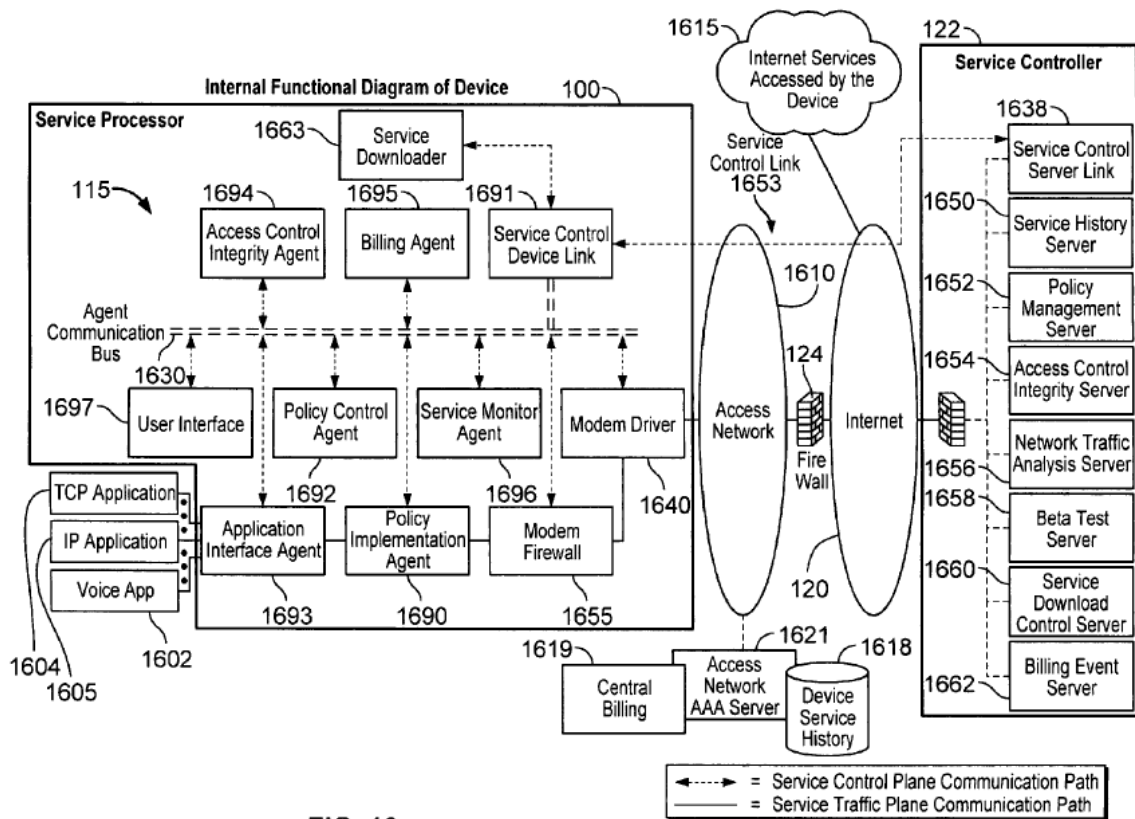 1615
122
Internet Services
Accessed by the
Device
Service Controller
Internal Functional Diagram of Device
100
Service Processor
1663
Service
Downloader
1638
Service Control
Server Link
Service
Control Link
1653
115
1694
Access Control
Integrity Agent
1695
Billing Agent
1691
Service Control
Device Link
1650
Service History
Server
1610
1652
Policy
Management
Server
Agent
Communication
Bus
1630
124
1654
Access Control
Integrity Server
1697
User Interface
Policy Control
Agent
Service Monitor
Agent
Modem Driver
Access
Network
Fire
Wall
Internet
1692
1696
1640
Network Traffic
Analysis Server
1656
TCP Application
IP Application
Voice App
Application
Interface Agent
Policy
Implementation
Agent
Modem
Firewall
1658
Beta Test
Server
1604
1605
1602
1693
1690
1655
120
1660
Service
Download
Control Server
1619
Central
Billing
1621
Access
Network
AAA Server
1618
Device
Service
History
1662
Billing Event
Server
= Service Control Plane Communication Path
= Service Traffic Plane Communication Path